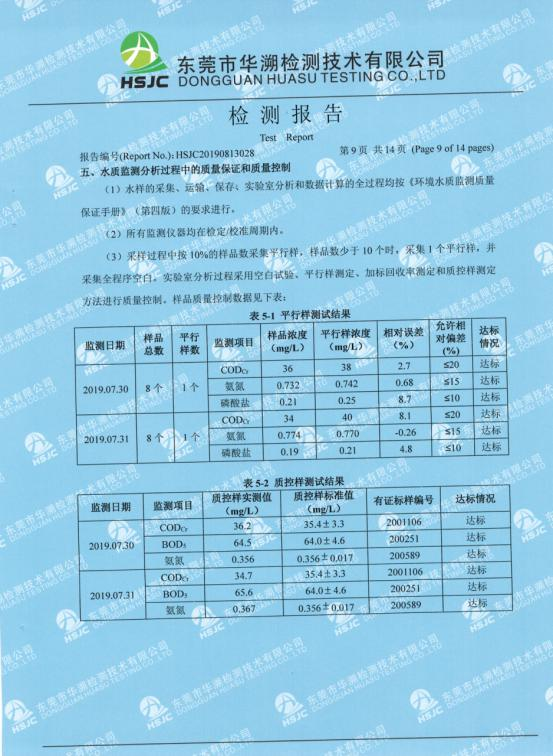 HSJC
东莞市华溯检测技术有限公司
DONGGUAN HUASU TESTING CO.,LTD
检测报告
Test Report
报告编号(Report No.): HSJC20190813028 第9页 共14页 (Page 9 of 14 pages)
五、水质监测分析过程中的质量保证和质量控制
（1）水样的采集、运输、保存、实验室分析和数据计算的全过程均按《环境水质监测质量
保证手册》（第四版）的要求进行。
（2）所有监测仪器均在检定/校准周期内。
（3）采样过程中按10%的样品数采集平行样，样品数少于10个时，采集1个平行样，并
采集全程序空白。实验室分析过程采用空白试验、平行样测定、加标回收率测定和质控样测定
方法进行质量控制。样品质量控制数据见下表:
表 5-1 平行样测试结果
监测日期 样品总数 平行样数 监测项目 样品浓度（mg/L） 平行样浓度（mg/L） 相对误差（%） 允许相对偏差(%) 达标情况
2019.07.30 8个 1个 CODCr 36 38 2.7 ≤20 达标
氨氮 0.732 0.742 0.68 ≤15 达标
磷酸盐 0.21 0.25 8.7 ≤10 达标
2019.07.31 8个 1个 CODCr 34 40 8.1 ≤20 达标
氨氮 0.774 0.770 -0.26 ≤15 达标
磷酸盐 0.19 0.21 4.8 ≤10 达标
表 5-2 质控样测试结果
监测日期 监测项目 质控样实测值（mg/L） 质控样标准值（mg/L） 有证标样编号 达标情况
2019.07.30 CODCr 36.2 35.4±3.3 2001106 达标
BOD5 64.5 64.0±4.6 200251 达标
氨氮 0.356 0.356±0.017 200589 达标
2019.07.31 CODCr 34.7 35.4±3.3 2001106 达标
BOD5 65.6 64.0±4.6 200251 达标
氨氮 0.367 0.356±0.017 200589 达标